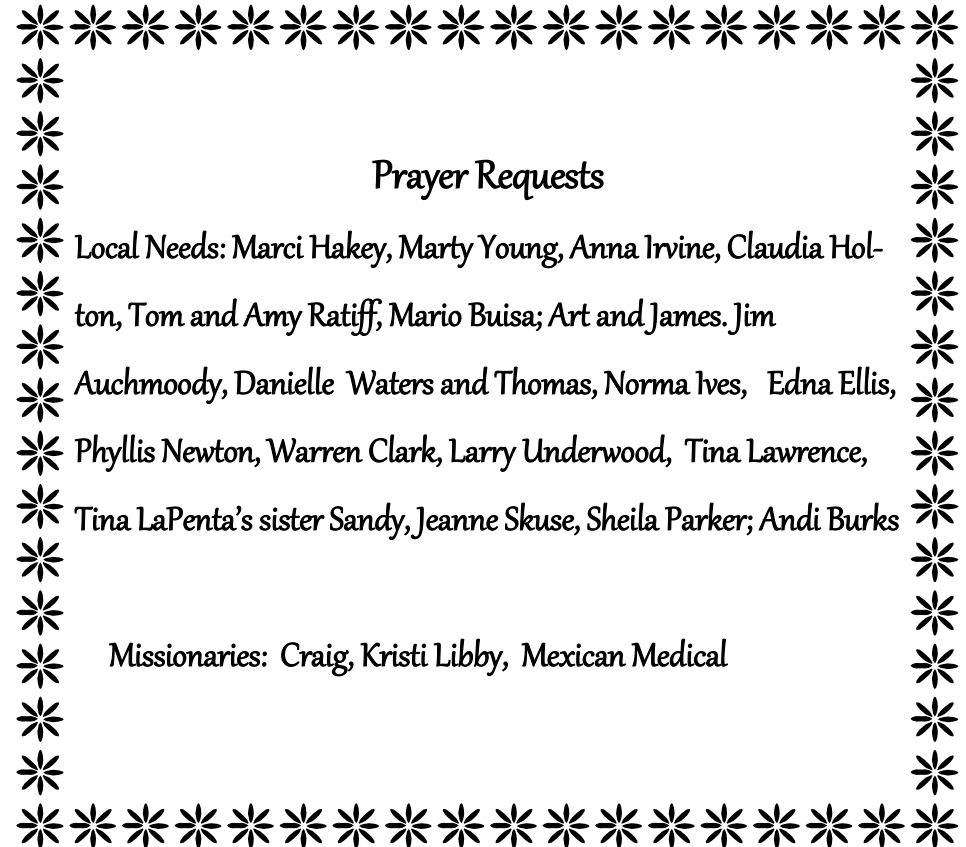 Prayer Requests
Local Needs: Marci Hakey, Marty Young, Anna Irvine, Claudia Hol-
ton, Tom and Amy Ratiff, Mario Buisa; Art and James. Jim
Auchmoody, Danielle  Waters and Thomas, Norma Ives,   Edna Ellis,
Phyllis Newton, Warren Clark, Larry Underwood,  Tina Lawrence,
Tina LaPenta’s sister Sandy, Jeanne Skuse, Sheila Parker; Andi Burks
Missionaries:  Craig, Kristi Libby,  Mexican Medical